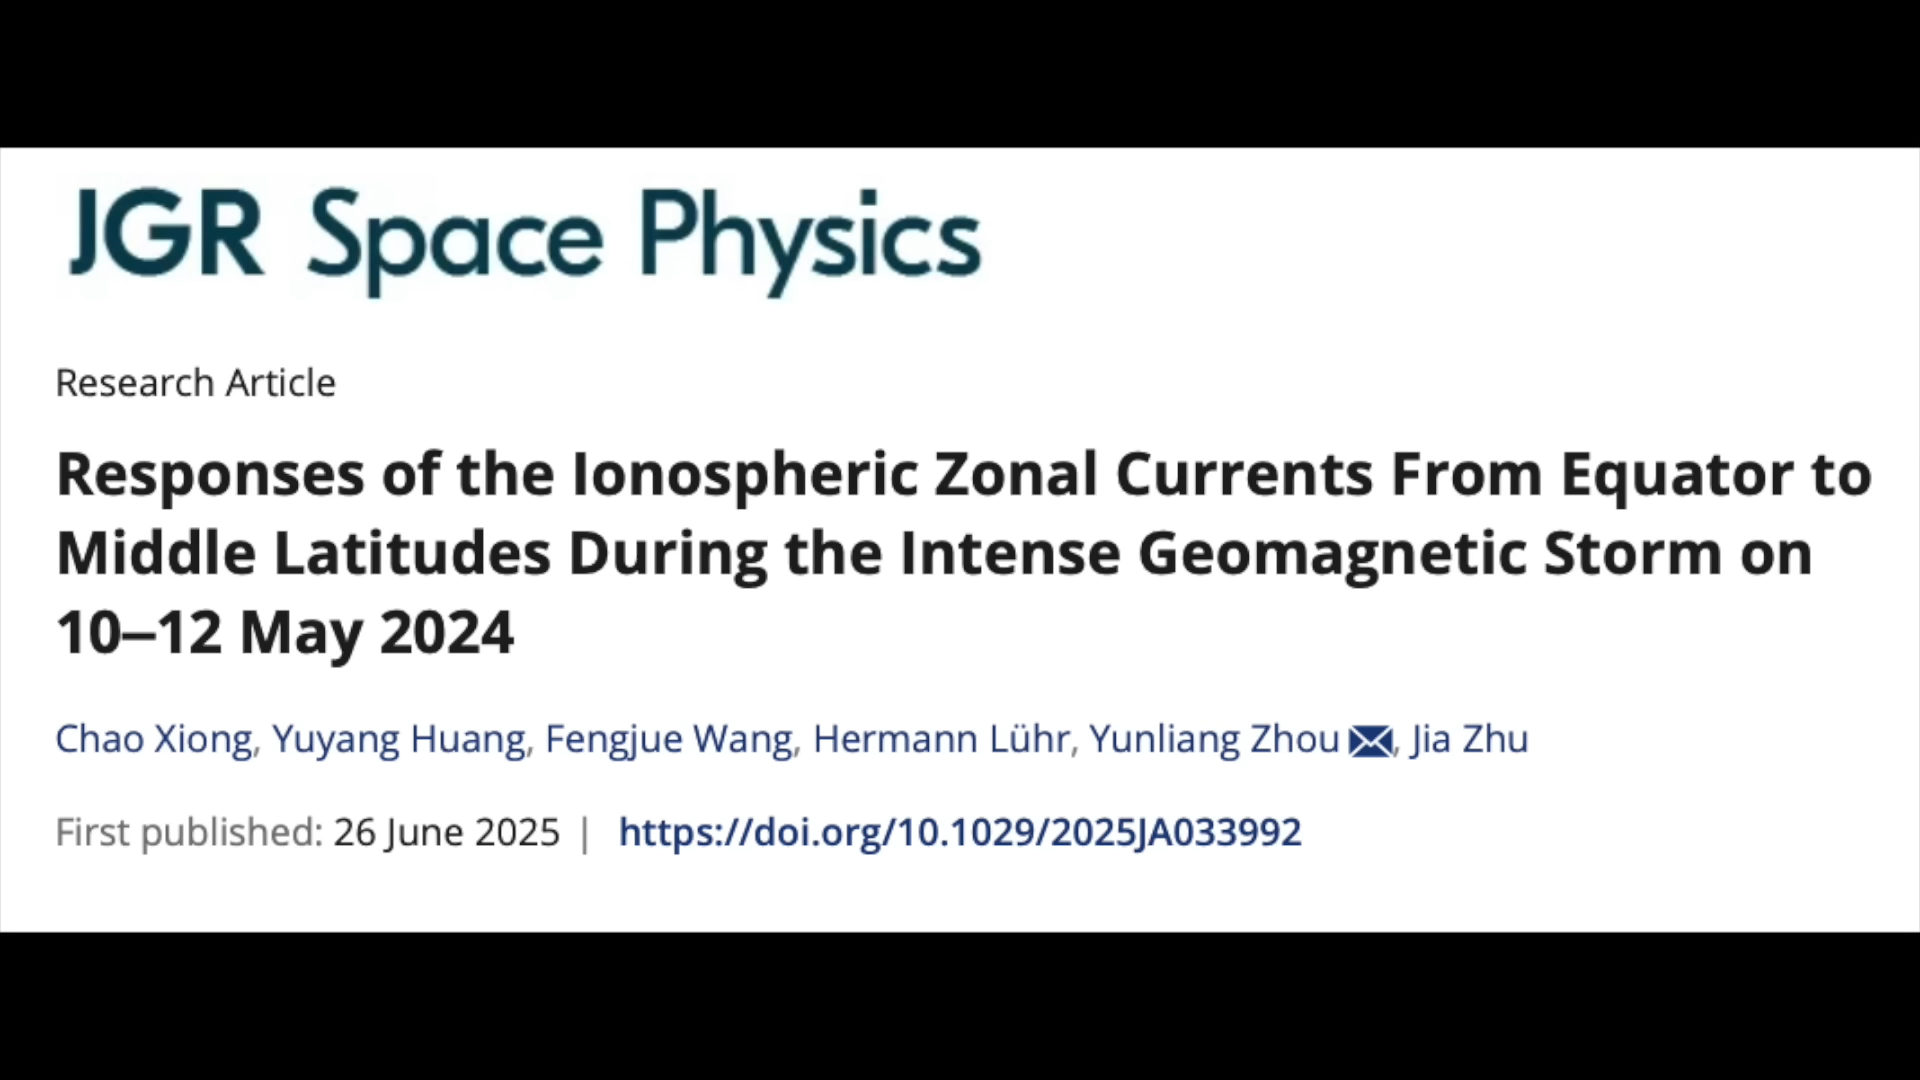 JGR Space Physics
Research Article
Responses of the Ionospheric Zonal Currents From Equator to
Middle Latitudes During the Intense Geomagnetic Storm on
10–12 May 2024
Chao Xiong, Yuyang Huang, Fengjue Wang, Hermann Lühr, Yunliang Zhou, Jia Zhu
First published: 26 June 2025 | https://doi.org/10.1029/2025JA033992